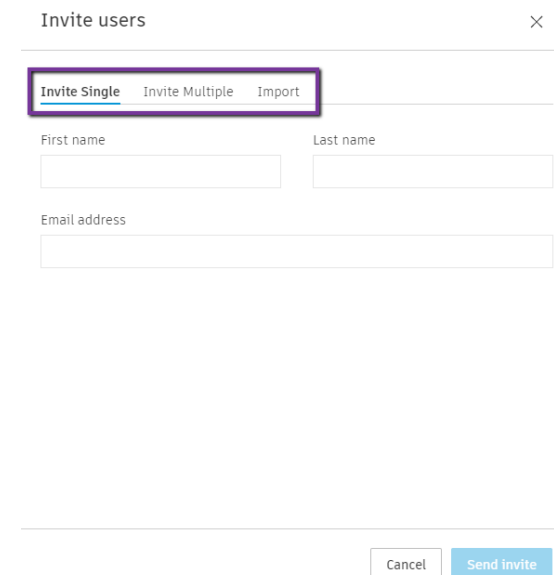 Invite users
Invite Single Invite Multiple Import
First name Last name
Email address
Cancel Send invite